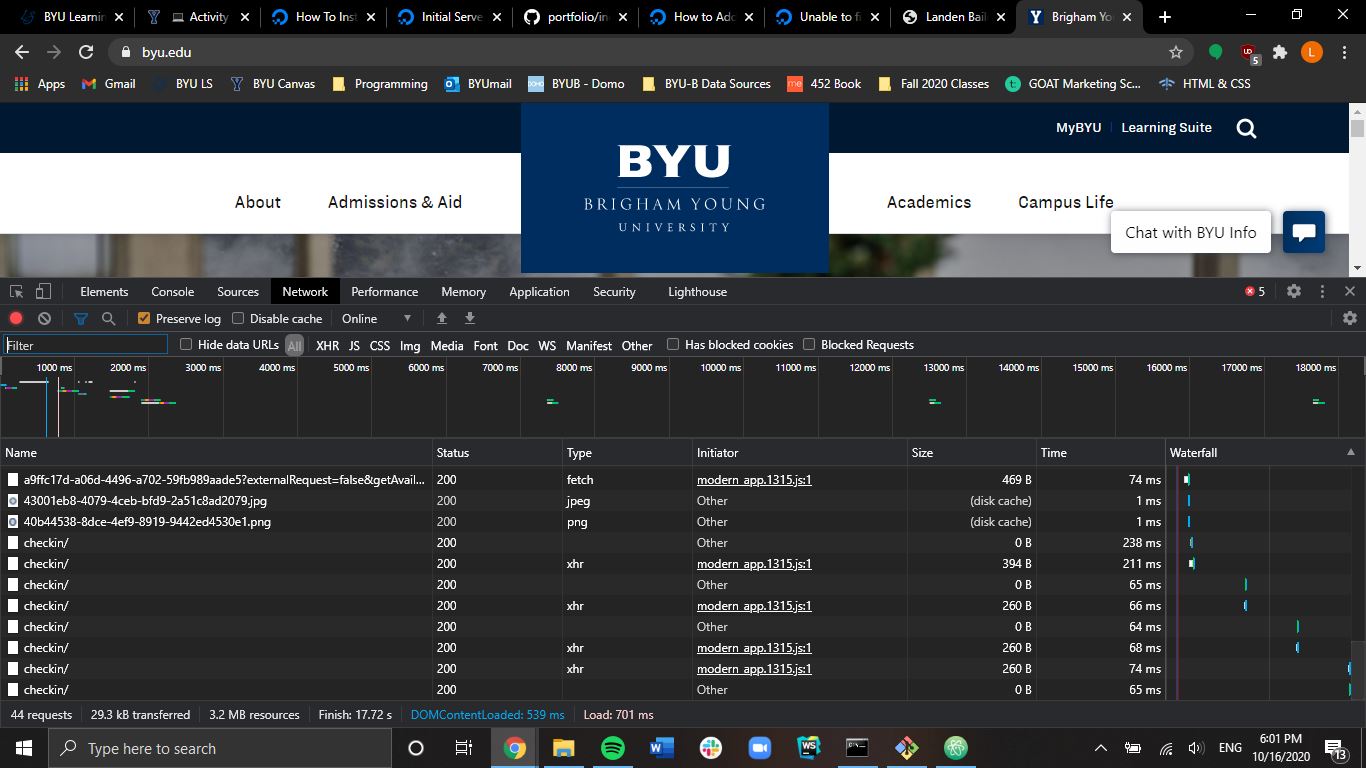 BYU Learnin Activity How To Inst Initial Serve portfolio/inc How to Add Unable to fi Landen Bail Brigham You
byu.edu
5 L
Apps Gmail BYU LS BYU Canvas Programming BYUmail BYUB - Domo BYU-B Data Sources 452 Book Fall 2020 Classes GOAT Marketing Sc... HTML & CSS
MyBYU Learning Suite
BYU
BRIGHAM YOUNG
UNIVERSITY
About Admissions & Aid Academics Campus Life
Chat with BYU Info
Elements Console Sources Network Performance Memory Application Security Lighthouse 5
Preserve log Disable cache Online
Filter Hide data URLs All XHR JS CSS Img Media Font Doc WS Manifest Other Has blocked cookies Blocked Requests
1000 ms 2000 ms 3000 ms 4000 ms 5000 ms 6000 ms 7000 ms 8000 ms 9000 ms 10000 ms 11000 ms 12000 ms 13000 ms 14000 ms 15000 ms 16000 ms 17000 ms 18000 ms
Name Status Type Initiator Size Time Waterfall
a9ffc17d-a06d-4496-a702-59fb989aade5?externalRequest=false&getAvail... 200 fetch modern_app.1315.js:1 469 B 74 ms
43001eb8-4079-4ceb-bfd9-2a51c8ad2079.jpg 200 jpeg Other (disk cache) 1 ms
40b44538-8dce-4ef9-8919-9442ed4530e1.png 200 png Other (disk cache) 1 ms
checkin/ 200 Other 0 B 238 ms
checkin/ 200 xhr modern_app.1315.js:1 394 B 211 ms
checkin/ 200 Other 0 B 65 ms
checkin/ 200 xhr modern_app.1315.js:1 260 B 66 ms
checkin/ 200 Other 0 B 64 ms
checkin/ 200 xhr modern_app.1315.js:1 260 B 68 ms
checkin/ 200 xhr modern_app.1315.js:1 260 B 74 ms
checkin/ 200 Other 0 B 65 ms
44 requests 29.3 kB transferred 3.2 MB resources Finish: 17.72 s DOMContentLoaded: 539 ms Load: 701 ms
Type here to search ENG 6:01 PM
10/16/2020 13